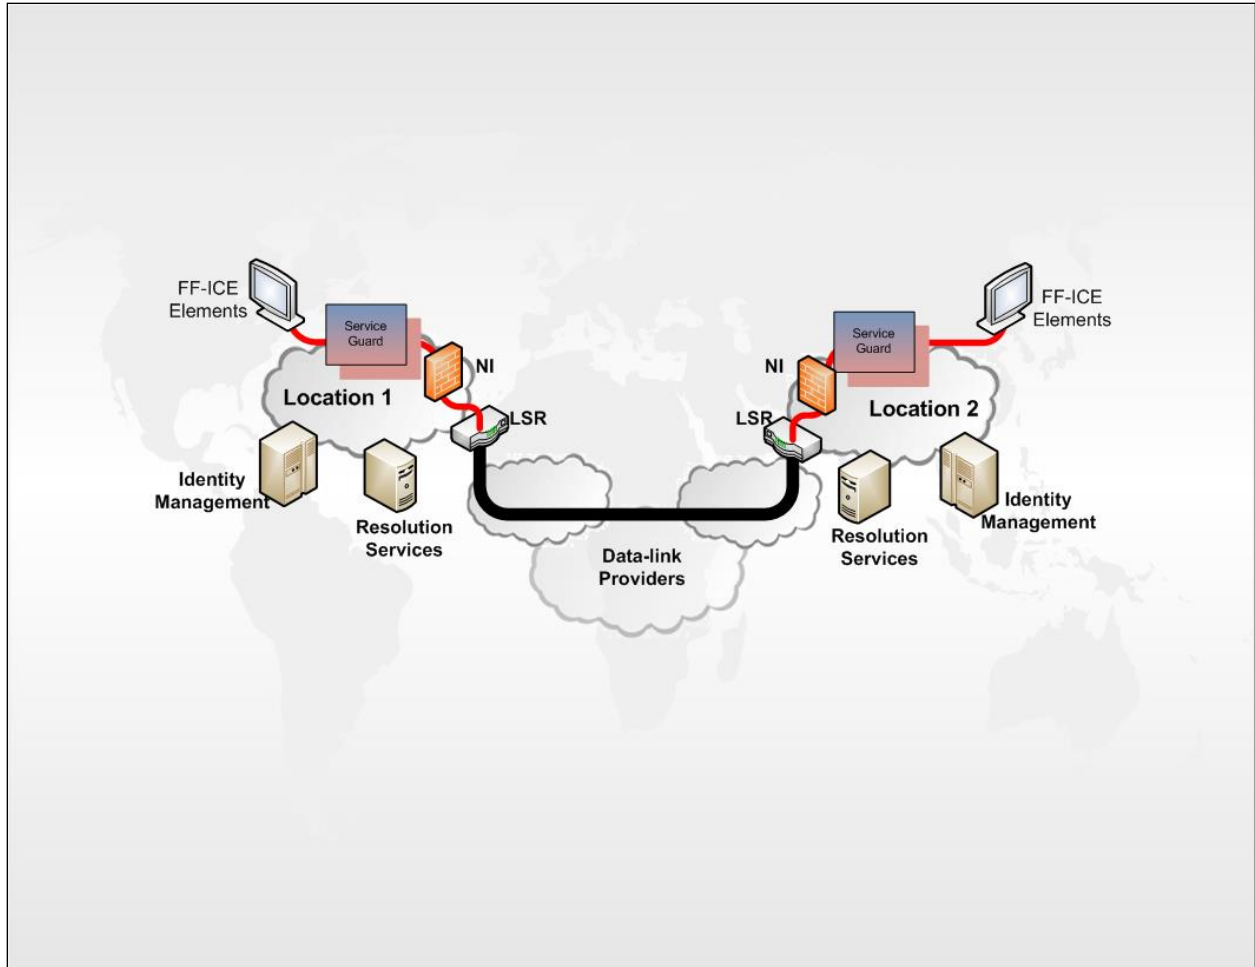 FF-ICE
Elements
Service
Guard
NI
Location 1
LSR
Identity
Management
Resolution
Services
Data-link
Providers
FF-ICE
Elements
Service
Guard
NI
Location 2
LSR
Resolution
Services
Identity
Management